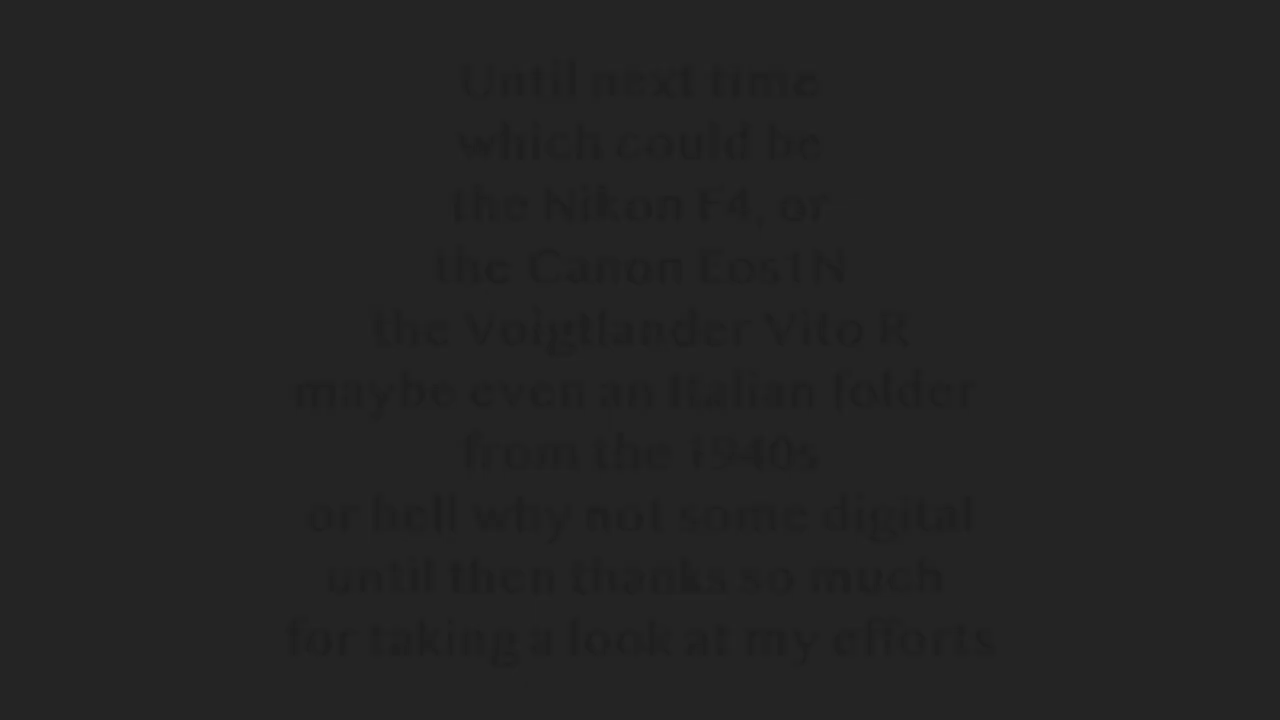 Until next time
which could be
the Nikon F4, or
the Canon Eos1N
the Voigtlander Vito R
maybe even an Italian folder
from the 1940s
or hell why not some digital
until then thanks so much
for taking a look at my efforts